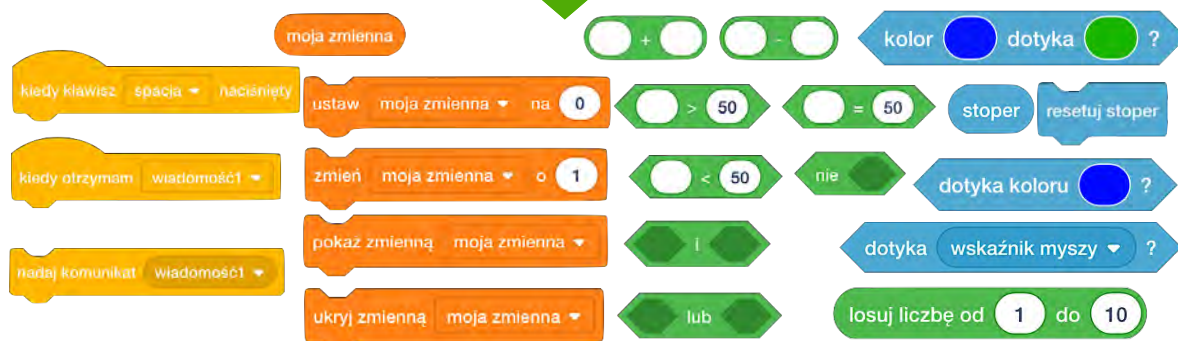 moja zmienna
+
-
kolor dotyka ?
kiedy klawisz spacja naciśnięty
ustaw moja zmienna na 0
> 50
= 50
stoper
resetuj stoper
kiedy otrzymam wiadomość1
zmień moja zmienna o 1
< 50
nie
dotyka koloru ?
pokaż zmienną moja zmienna
i
dotyka wskaźnik myszy ?
nadaj komunikat wiadomość1
ukryj zmienną moja zmienna
lub
losuj liczbę od 1 do 10